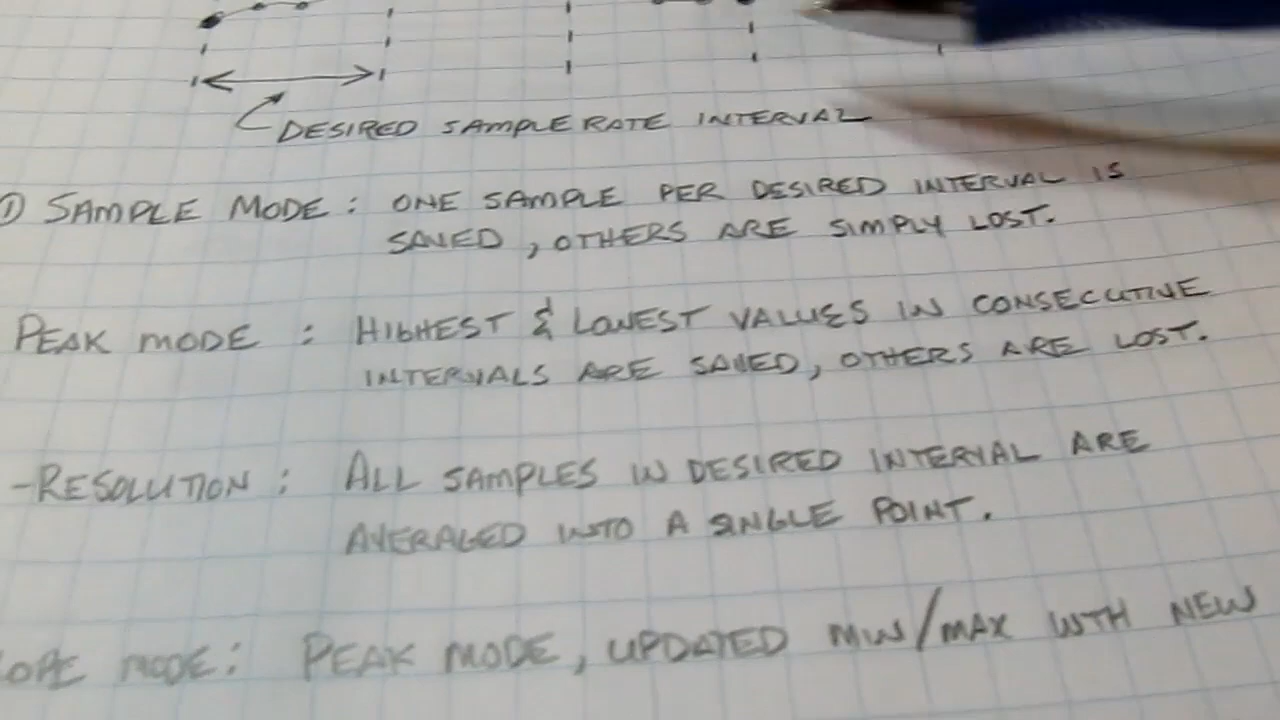 DESIRED SAMPLE RATE INTERVAL
1) SAMPLE MODE: ONE SAMPLE PER DESIRED INTERVAL IS
SAVED, OTHERS ARE SIMPLY LOST.
PEAK MODE: HIGHEST & LOWEST VALUES IN CONSECUTIVE
INTERVALS ARE SAVED, OTHERS ARE LOST.
-RESOLUTION: ALL SAMPLES IN DESIRED INTERVAL ARE
AVERAGED INTO A SINGLE POINT.
OPE MODE: PEAK MODE, UPDATED MIN/MAX WITH NEW